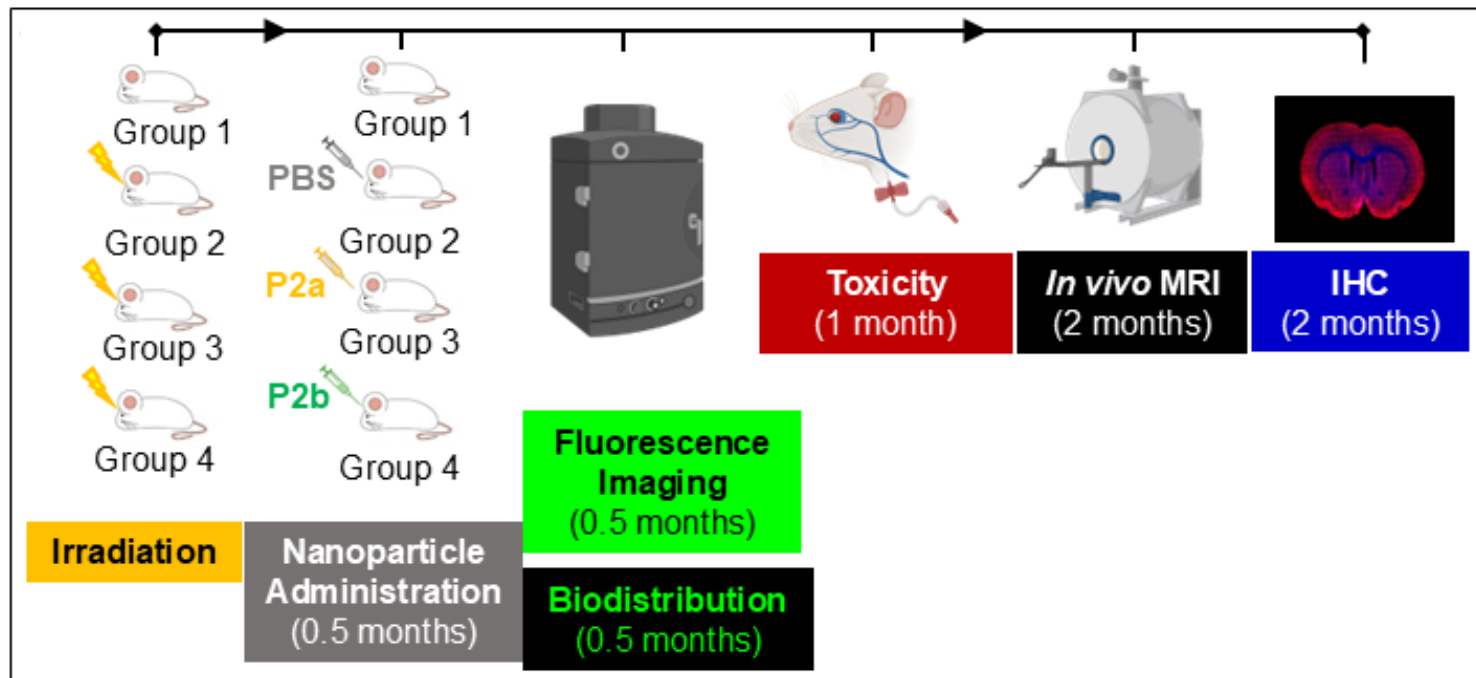 Group 1
Group 2
Group 3
Group 4
Irradiation
Group 1
PBS
Group 2
P2a
Group 3
P2b
Group 4
Nanoparticle
Administration
(0.5 months)
Fluorescence
Imaging
(0.5 months)
Biodistribution
(0.5 months)
Toxicity
(1 month)
In vivo MRI
(2 months)
IHC
(2 months)